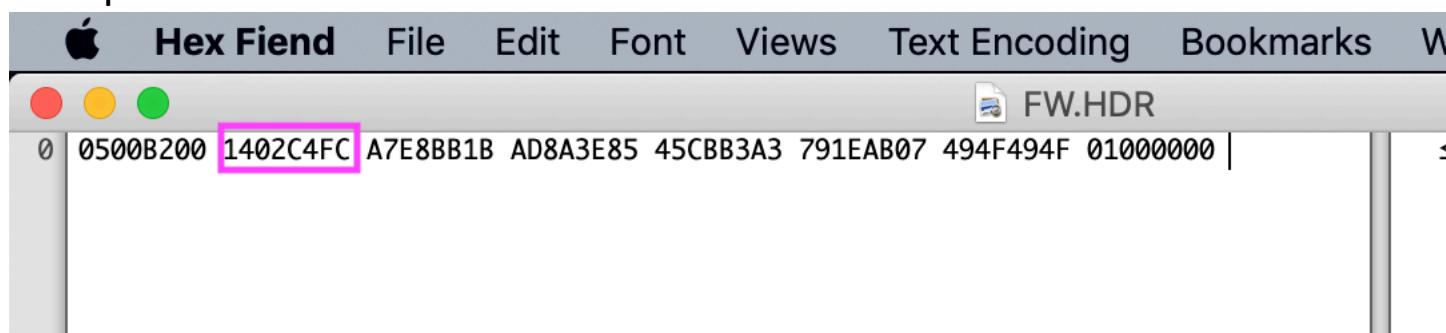 Hex Fiend File Edit Font Views Text Encoding Bookmarks
FW.HDR
0 0500B200 1402C4FC A7E8BB1B AD8A3E85 45CBB3A3 791EAB07 494F494F 01000000